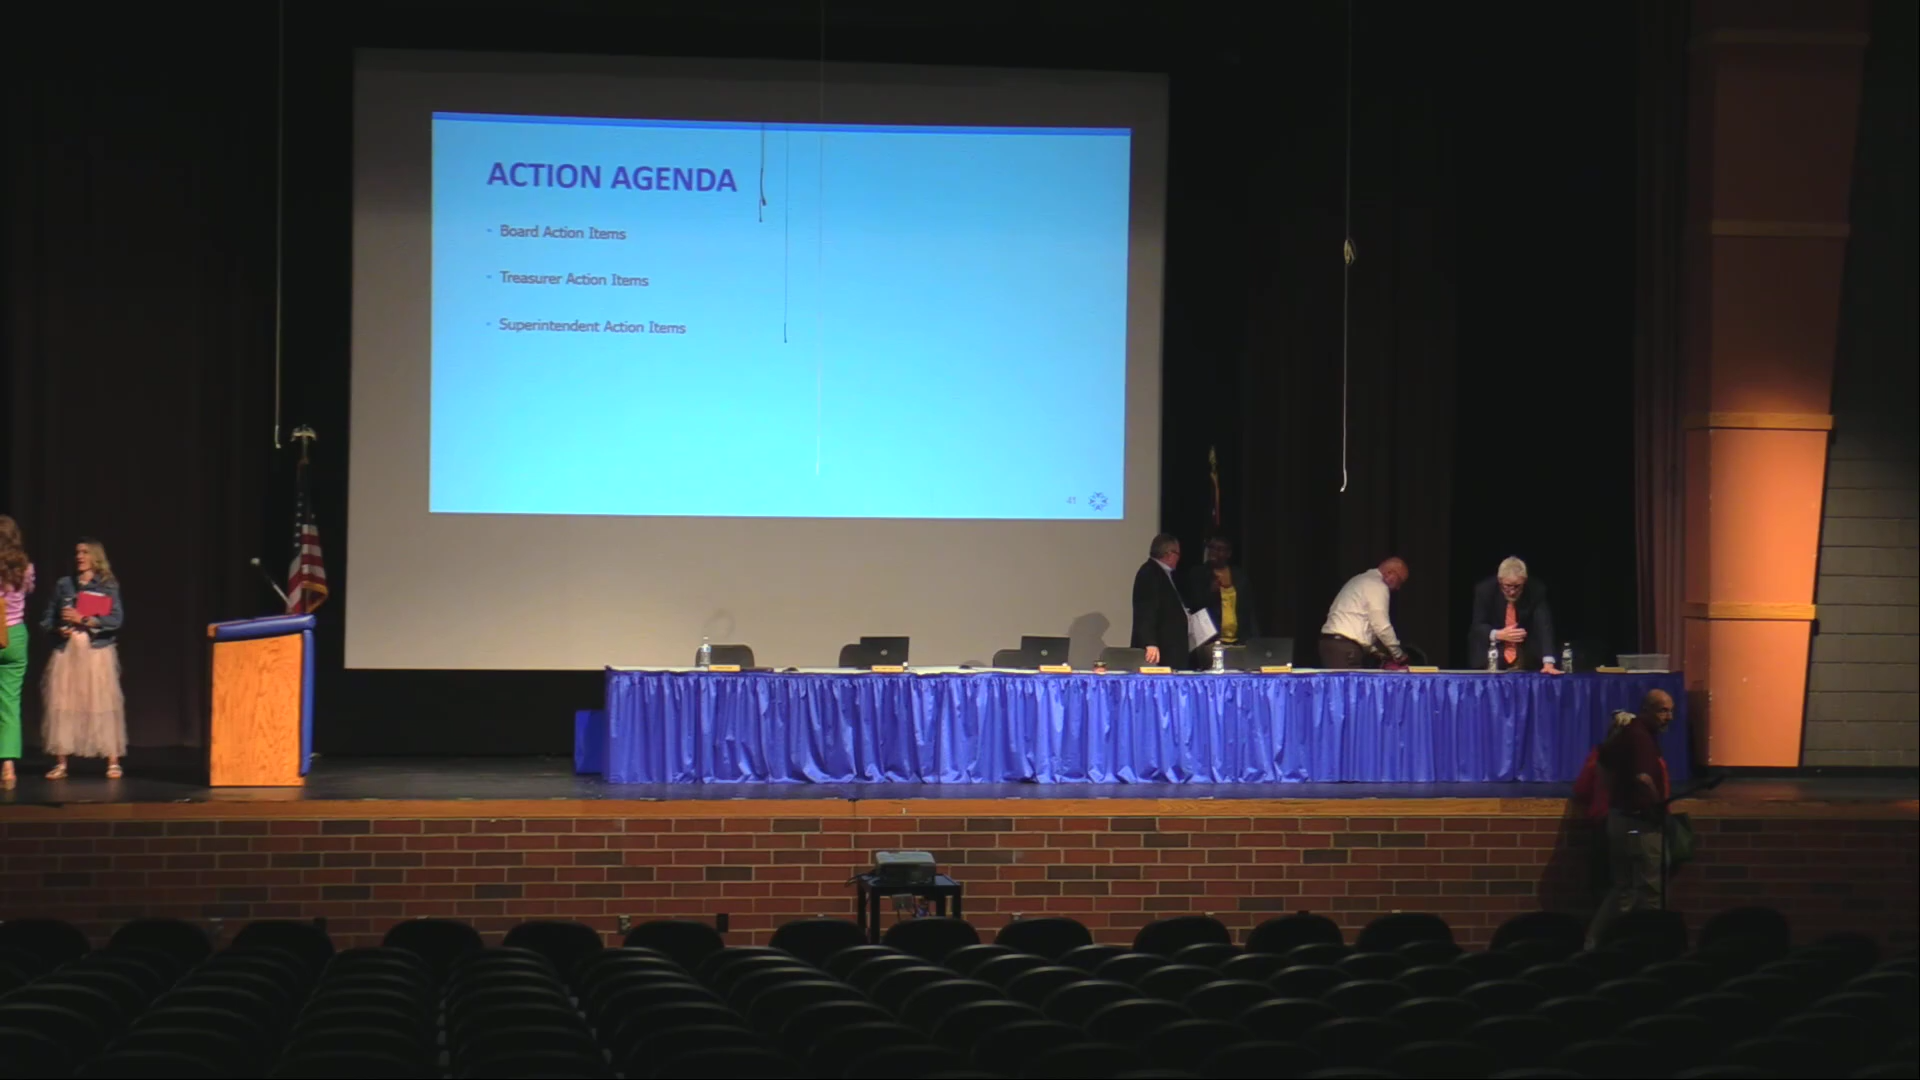 ACTION AGENDA
- Board Action Items
- Treasurer Action Items
- Superintendent Action Items
41